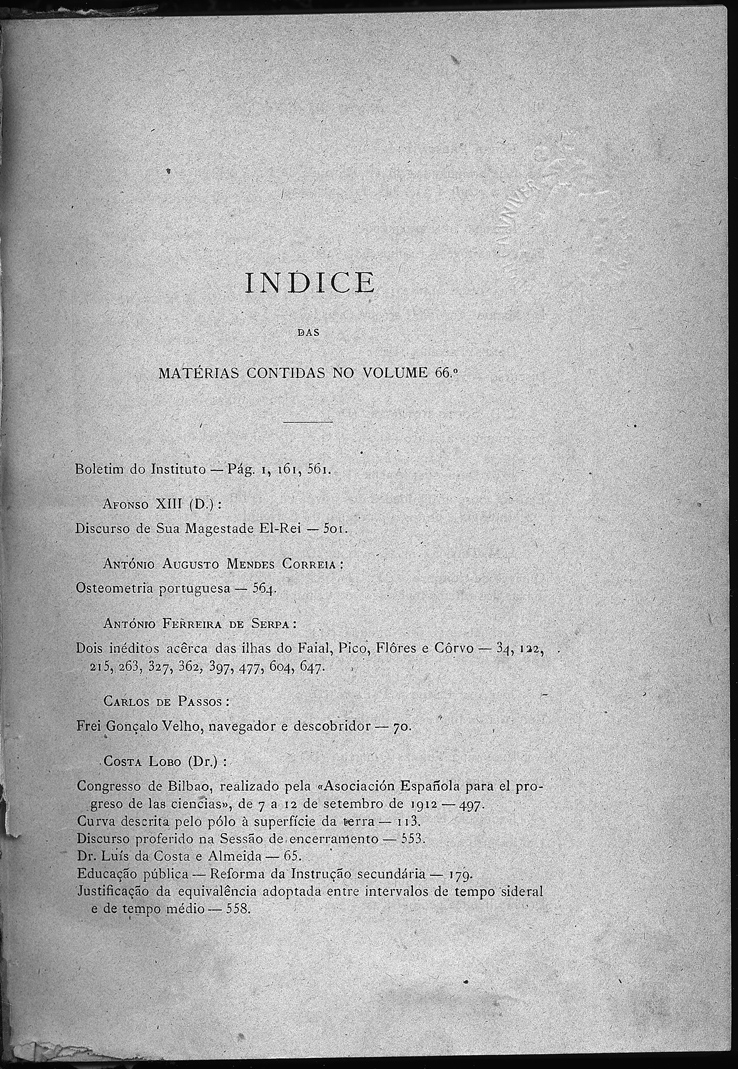 UNIVER
INDICE
DAS
MATÉRIAS CONTIDAS NO VOLUME 66.º
Boletim do Instituto — Pág. 1, 161, 561.
AFONSO XIII (D.) :
Discurso de Sua Magestade El-Rei — 501.
ANTÓNIO AUGUSTO MENDES CORREIA :
Osteometria portuguesa — 564.
ANTÓNIO FERREIRA DE SERPA :
Dois inéditos acêrca das ilhas do Faial, Pico, Flôres e Côrvo — 34, 122,
215, 263, 327, 362, 397, 477, 604, 647.
CARLOS DE PASSOS :
Frei Gonçalo Velho, navegador e descobridor — 70.
COSTA LOBO (Dr.) :
Congresso de Bilbao, realizado pela «Asociación Española para el pro-
greso de las ciencias», de 7 a 12 de setembro de 1912 — 497.
Curva descrita pelo pólo à superfície da terra — 113.
Discurso proferido na Sessão de encerramento — 553.
Dr. Luís da Costa e Almeida — 65.
Educação pública — Reforma da Instrução secundária — 179.
Justificação da equivalência adoptada entre intervalos de tempo sideral
e de tempo médio — 558.